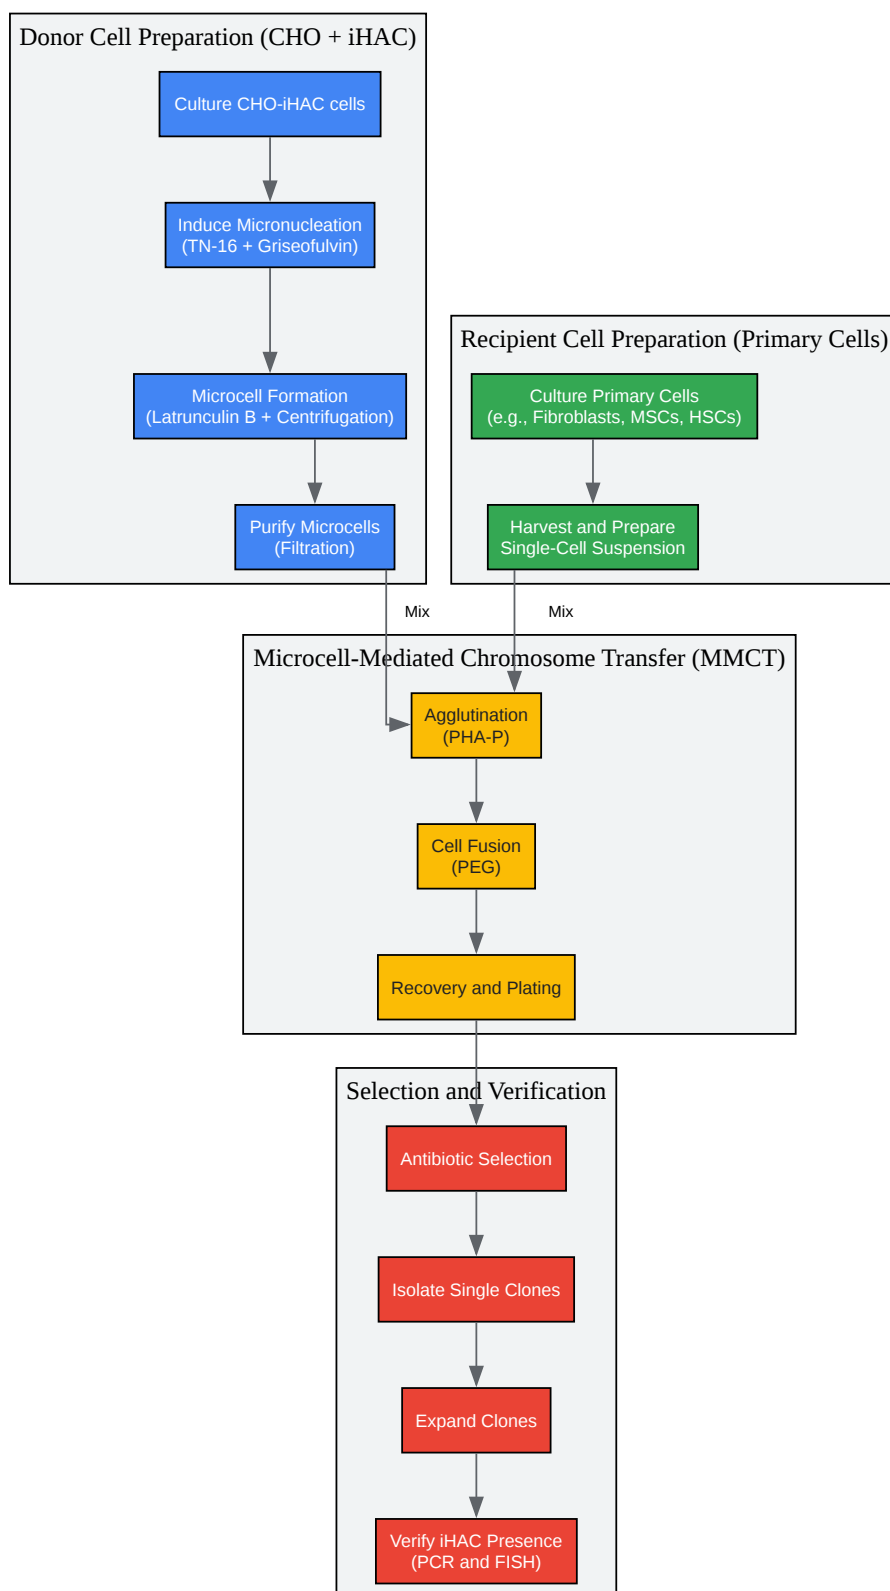 Donor Cell Preparation (CHO + iHAC)
Culture CHO-iHAC cells
Induce Micronucleation
(TN-16 + Griseofulvin)
Microcell Formation
(Latrunculin B + Centrifugation)
Purify Microcells
(Filtration)
Recipient Cell Preparation (Primary Cells)
Culture Primary Cells
(e.g., Fibroblasts, MSCs, HSCs)
Harvest and Prepare
Single-Cell Suspension
Mix
Mix
Microcell-Mediated Chromosome Transfer (MMCT)
Agglutination
(PHA-P)
Cell Fusion
(PEG)
Recovery and Plating
Selection and Verification
Antibiotic Selection
Isolate Single Clones
Expand Clones
Verify iHAC Presence
(PCR and FISH)